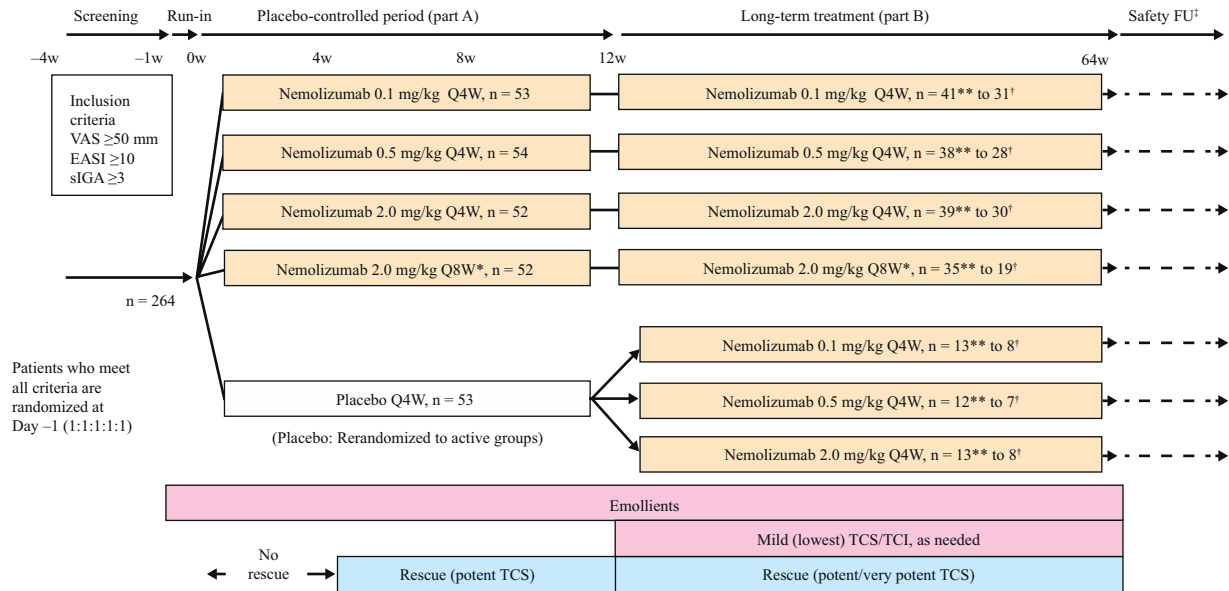 Screening Run-in Placebo-controlled period (part A) Long-term treatment (part B) Safety FU‡
–4w –1w 0w 4w 8w 12w 64w
Inclusion
criteria
VAS ≥50 mm
EASI ≥10
sIGA ≥3
Nemolizumab 0.1 mg/kg Q4W, n = 53
Nemolizumab 0.1 mg/kg Q4W, n = 41** to 31†
Nemolizumab 0.5 mg/kg Q4W, n = 54
Nemolizumab 0.5 mg/kg Q4W, n = 38** to 28†
Nemolizumab 2.0 mg/kg Q4W, n = 52
Nemolizumab 2.0 mg/kg Q4W, n = 39** to 30†
Nemolizumab 2.0 mg/kg Q8W*, n = 52
Nemolizumab 2.0 mg/kg Q8W*, n = 35** to 19†
n = 264
Patients who meet
all criteria are
randomized at
Day –1 (1:1:1:1:1)
Placebo Q4W, n = 53
(Placebo: Rerandomized to active groups)
Nemolizumab 0.1 mg/kg Q4W, n = 13** to 8†
Nemolizumab 0.5 mg/kg Q4W, n = 12** to 7†
Nemolizumab 2.0 mg/kg Q4W, n = 13** to 8†
Emollients
Mild (lowest) TCS/TCI, as needed
No
rescue
Rescue (potent TCS)
Rescue (potent/very potent TCS)